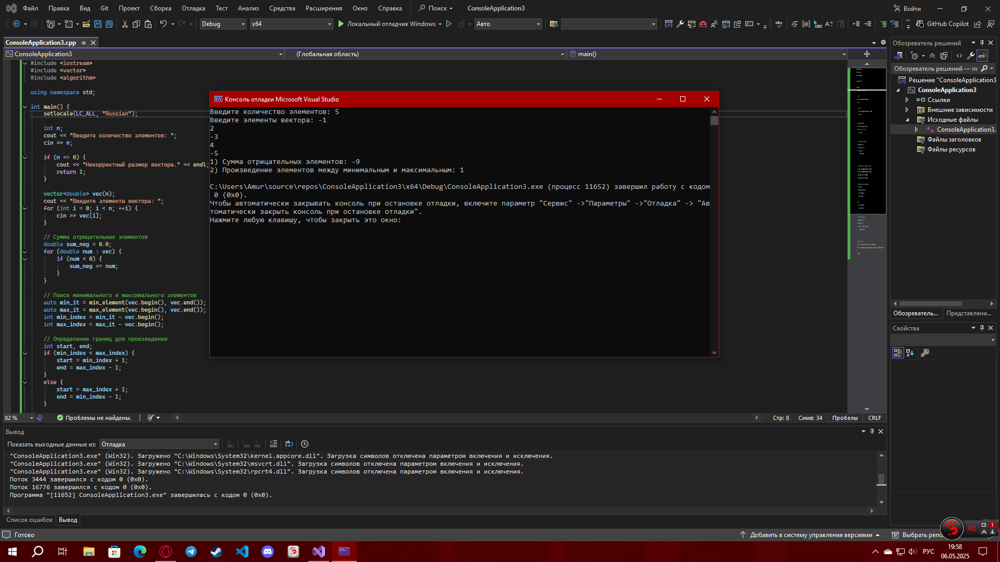 Файл Правка Вид Git Проект Сборка Отладка Тест Анализ Средства Расширения Окно Справка Поиск ConsoleApplication3 Войти
Debug x64 Локальный отладчик Windows Авто GitHub Copilot
ConsoleApplication3.cpp
ConsoleApplication3 (Глобальная область) main()
#include <iostream>
#include <vector>
#include <algorithm>
using namespace std;
int main() {
setlocale(LC_ALL, "Russian");
int n;
cout << "Введите количество элементов: ";
cin >> n;
if (n <= 0) {
cout << "Некорректный размер вектора." << endl;
return 1;
}
vector<double> vec(n);
cout << "Введите элементы вектора: ";
for (int i = 0; i < n; ++i) {
cin >> vec[i];
}
// Сумма отрицательных элементов
double sum_neg = 0.0;
for (double num : vec) {
if (num < 0) {
sum_neg += num;
}
}
// Поиск минимального и максимального элементов
auto min_it = min_element(vec.begin(), vec.end());
auto max_it = max_element(vec.begin(), vec.end());
int min_index = min_it - vec.begin();
int max_index = max_it - vec.begin();
// Определение границ для произведения
int start, end;
if (min_index < max_index) {
start = min_index + 1;
end = max_index - 1;
}
else {
start = max_index + 1;
end = min_index - 1;
}
Консоль отладки Microsoft Visual Studio
Введите количество элементов: 5
Введите элементы вектора: -1
2
-3
4
-5
1) Сумма отрицательных элементов: -9
2) Произведение элементов между минимальным и максимальным: 1
C:\Users\Amur\source\repos\ConsoleApplication3\x64\Debug\ConsoleApplication3.exe (процесс 11652) завершил работу с кодом
0 (0x0).
Чтобы автоматически закрывать консоль при остановке отладки, включите параметр "Сервис" ->"Параметры" ->"Отладка" -> "Ав
томатически закрыть консоль при остановке отладки".
Нажмите любую клавишу, чтобы закрыть это окно:
82 % Проблемы не найдены. Стр: 8 Симв: 34 Пробелы CRLF
Обозреватель решений
Обозреватель решений — по
Решение "ConsoleApplication3
ConsoleApplication3
Ссылки
Внешние зависимости
Исходные файлы
ConsoleApplication3.
Файлы заголовков
Файлы ресурсов
Обозреватель... Представлени...
Свойства
Вывод
Показать выходные данные из: Отладка
"ConsoleApplication3.exe" (Win32). Загружено "C:\Windows\System32\kernel.appcore.dll". Загрузка символов отключена параметром включения и исключения.
"ConsoleApplication3.exe" (Win32). Загружено "C:\Windows\System32\msvcrt.dll". Загрузка символов отключена параметром включения и исключения.
"ConsoleApplication3.exe" (Win32). Загружено "C:\Windows\System32\rpcrt4.dll". Загрузка символов отключена параметром включения и исключения.
Поток 3444 завершился с кодом 0 (0x0).
Поток 16776 завершился с кодом 0 (0x0).
Программа "[11652] ConsoleApplication3.exe" завершилась с кодом 0 (0x0).
Список ошибок Вывод
Готово Добавить в систему управления версиями Выбрать репо
M1 G 1
A
РУС 19:58
06.05.2025